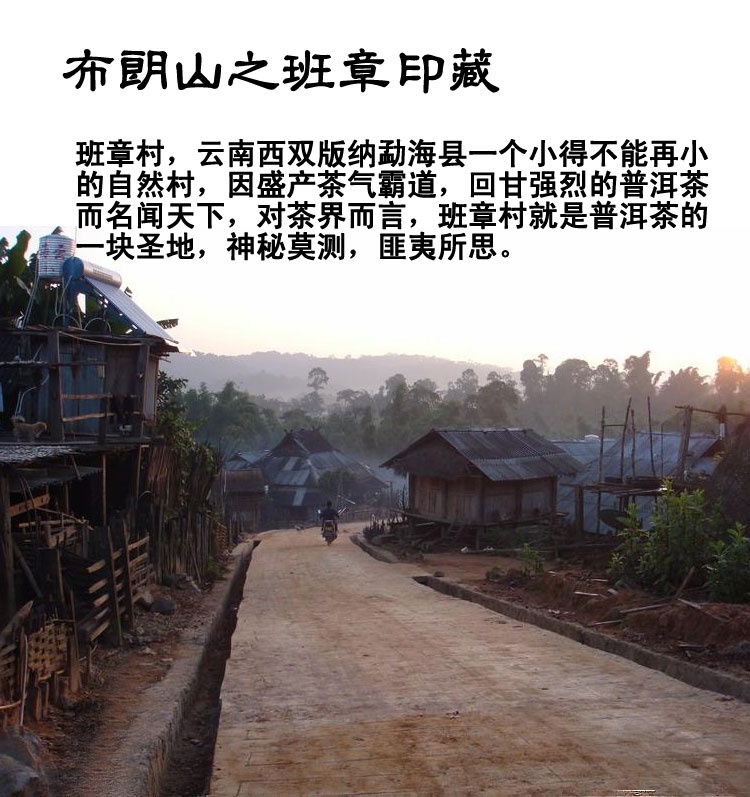 布朗山之班章印藏
班章村，云南西双版纳勐海县一个小得不能再小
的自然村，因盛产茶气霸道，回甘强烈的普洱茶
而名闻天下，对茶界而言，班章村就是普洱茶的
一块圣地，神秘莫测，匪夷所思。